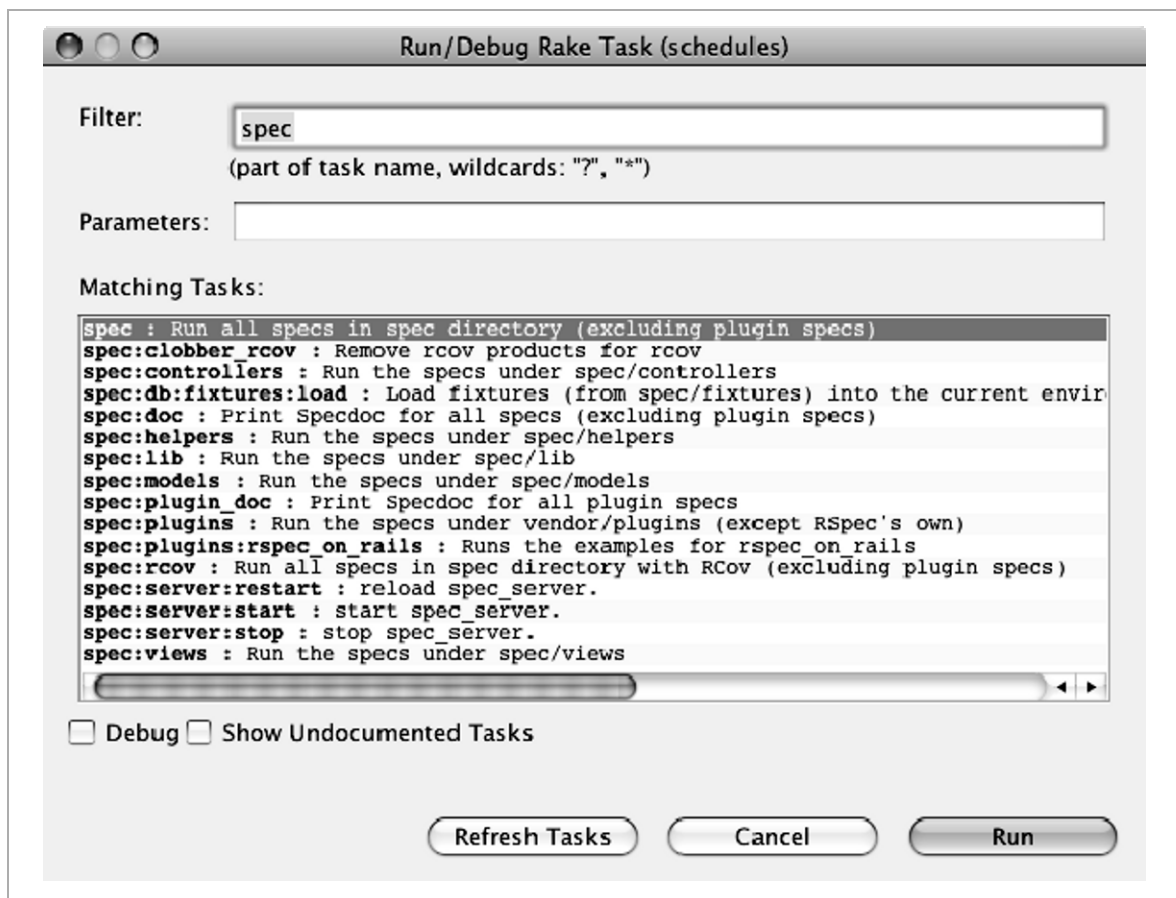 Run/Debug Rake Task (schedules)
Filter:
spec
(part of task name, wildcards: "?", "*")
Parameters:
Matching Tasks:
spec : Run all specs in spec directory (excluding plugin specs)
spec:clobber_rcov : Remove rcov products for rcov
spec:controllers : Run the specs under spec/controllers
spec:db:fixtures:load : Load fixtures (from spec/fixtures) into the current envir
spec:doc : Print Specdoc for all specs (excluding plugin specs)
spec:helpers : Run the specs under spec/helpers
spec:lib : Run the specs under spec/lib
spec:models : Run the specs under spec/models
spec:plugin_doc : Print Specdoc for all plugin specs
spec:plugins : Run the specs under vendor/plugins (except RSpec's own)
spec:plugins:rspec_on_rails : Runs the examples for rspec_on_rails
spec:rcov : Run all specs in spec directory with RCov (excluding plugin specs)
spec:server:restart : reload spec_server.
spec:server:start : start spec_server.
spec:server:stop : stop spec_server.
spec:views : Run the specs under spec/views
Debug Show Undocumented Tasks
Refresh Tasks Cancel Run